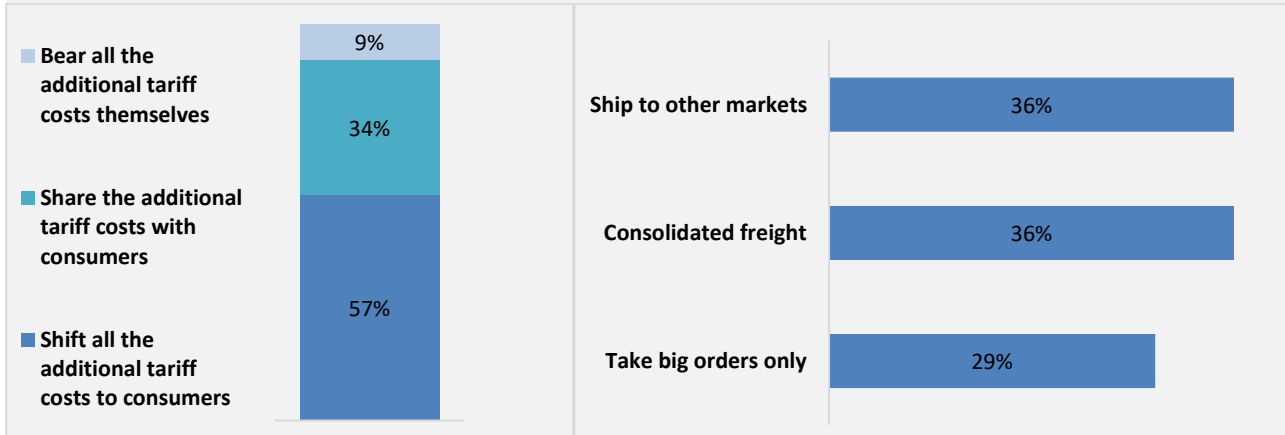 Bear all the
additional tariff
costs themselves
Share the additional
tariff costs with
consumers
Shift all the
additional tariff
costs to consumers
9%
34%
57%
Ship to other markets
36%
Consolidated freight
36%
Take big orders only
29%